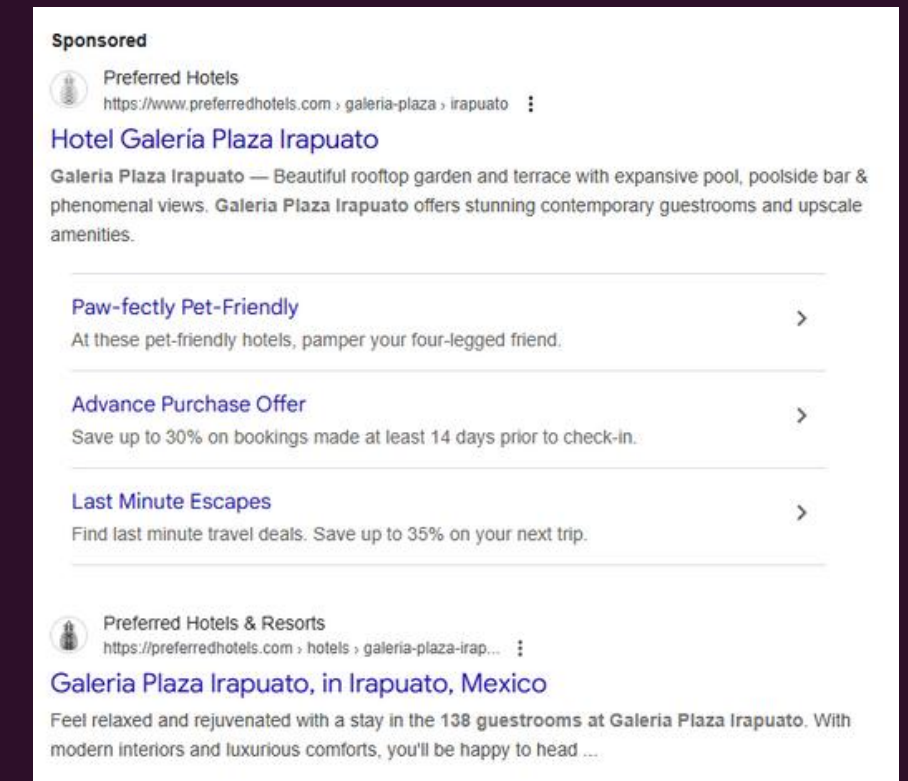 Sponsored
Preferred Hotels
https://www.preferredhotels.com › galeria-plaza › irapuato
Hotel Galería Plaza Irapuato
Galeria Plaza Irapuato — Beautiful rooftop garden and terrace with expansive pool, poolside bar &
phenomenal views. Galeria Plaza Irapuato offers stunning contemporary guestrooms and upscale
amenities.
Paw-fectly Pet-Friendly
At these pet-friendly hotels, pamper your four-legged friend.
Advance Purchase Offer
Save up to 30% on bookings made at least 14 days prior to check-in.
Last Minute Escapes
Find last minute travel deals. Save up to 35% on your next trip.
Preferred Hotels & Resorts
https://preferredhotels.com › hotels › galeria-plaza-irap...
Galeria Plaza Irapuato, in Irapuato, Mexico
Feel relaxed and rejuvenated with a stay in the 138 guestrooms at Galeria Plaza Irapuato. With
modern interiors and luxurious comforts, you'll be happy to head ...